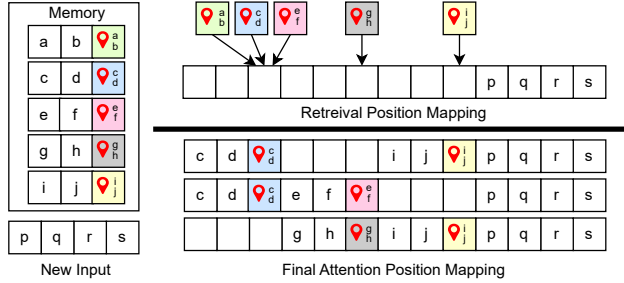 Memory
a b a b
c d c d
e f e f
g h g h
i j i j
p q r s
New Input
a b c d e f g h i j
p q r s
Retreival Position Mapping
c d c d i j i j p q r s
c d c d e f e f p q r s
g h g h i j i j p q r s
Final Attention Position Mapping